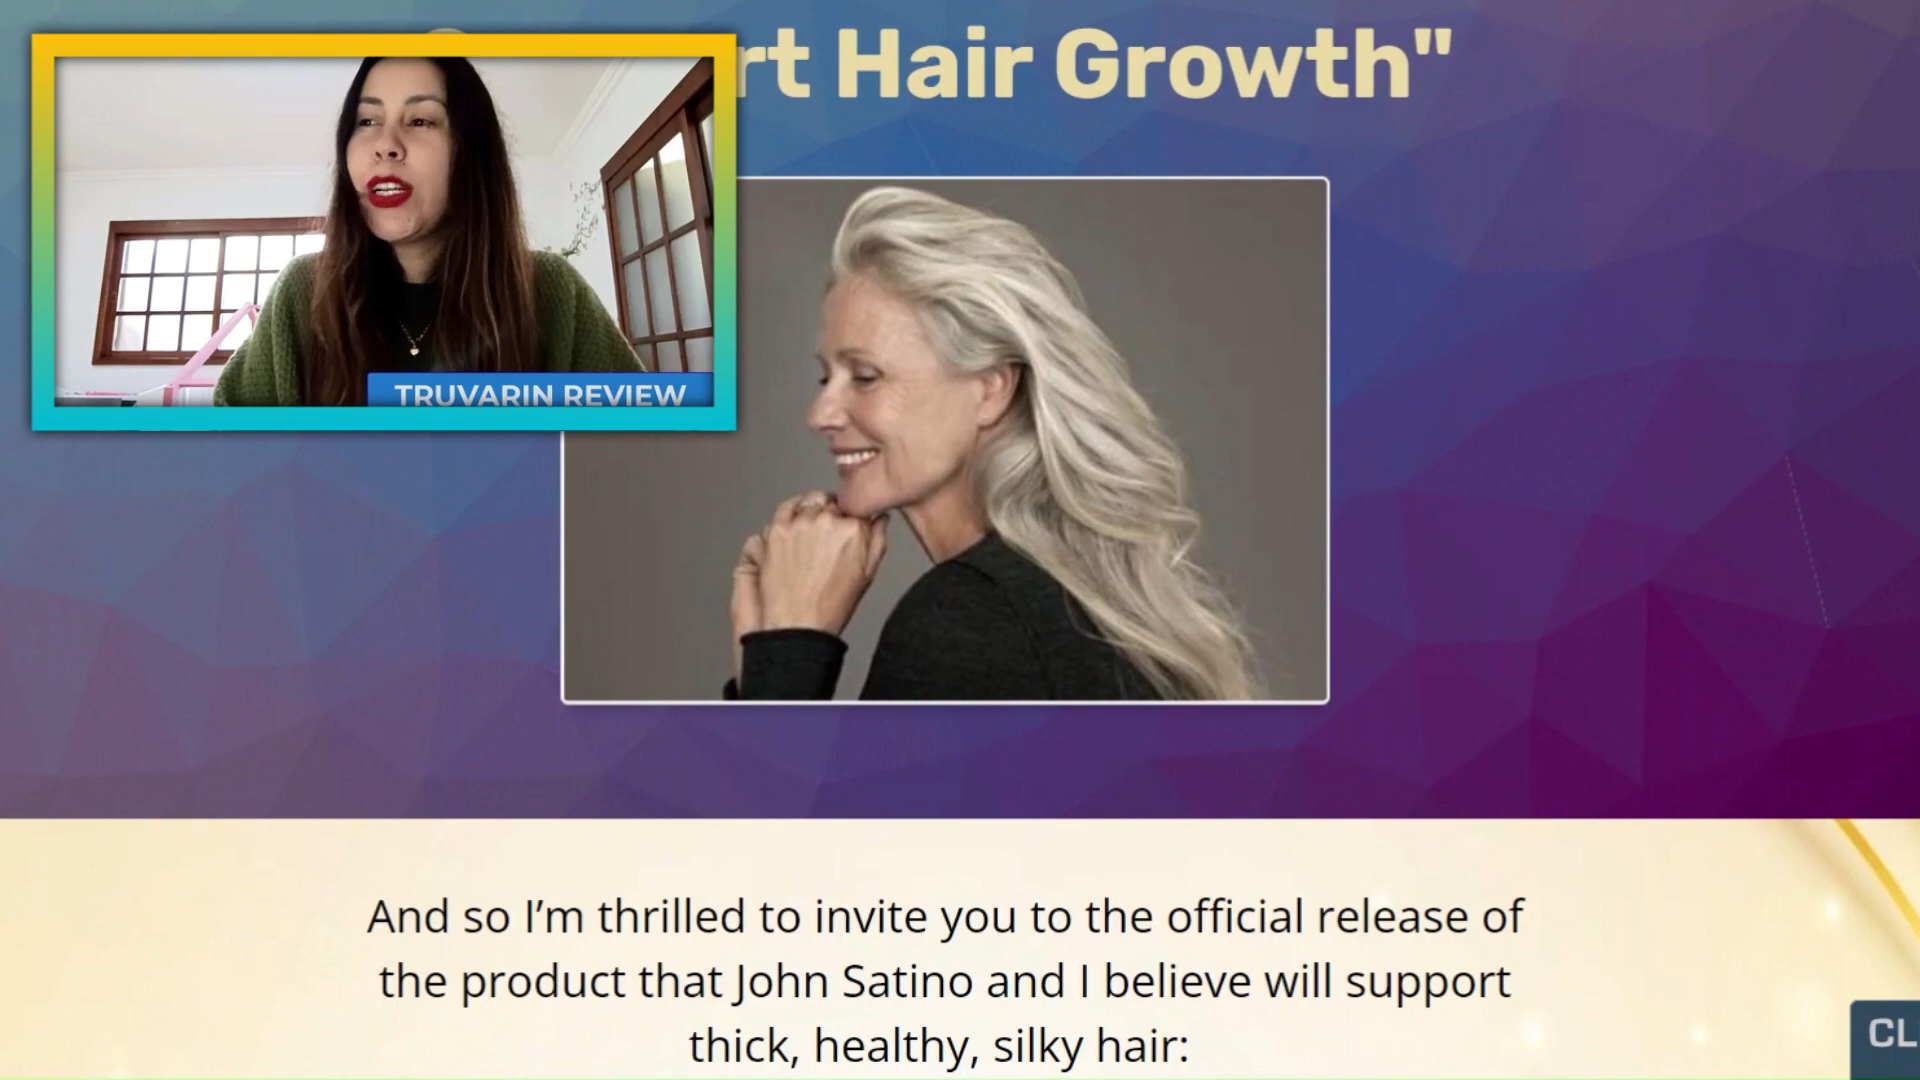 rt Hair Growth"
TRUVARIN REVIEW
And so I’m thrilled to invite you to the official release of
the product that John Satino and I believe will support
thick, healthy, silky hair:
CL